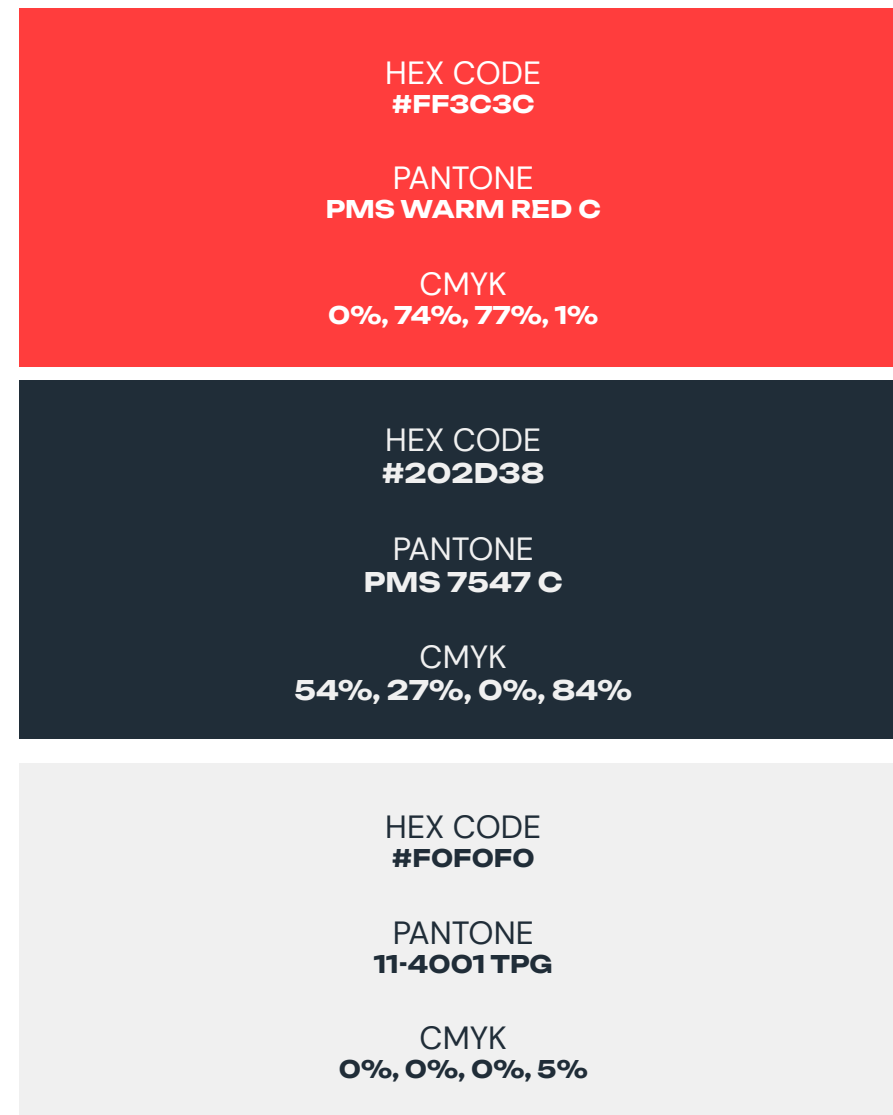 HEX CODE
#FF3C3C
PANTONE
PMS WARM RED C
CMYK
0%, 74%, 77%, 1%
HEX CODE
#202D38
PANTONE
PMS 7547 C
CMYK
54%, 27%, 0%, 84%
HEX CODE
#F0F0F0
PANTONE
11-4001 TPG
CMYK
0%, 0%, 0%, 5%